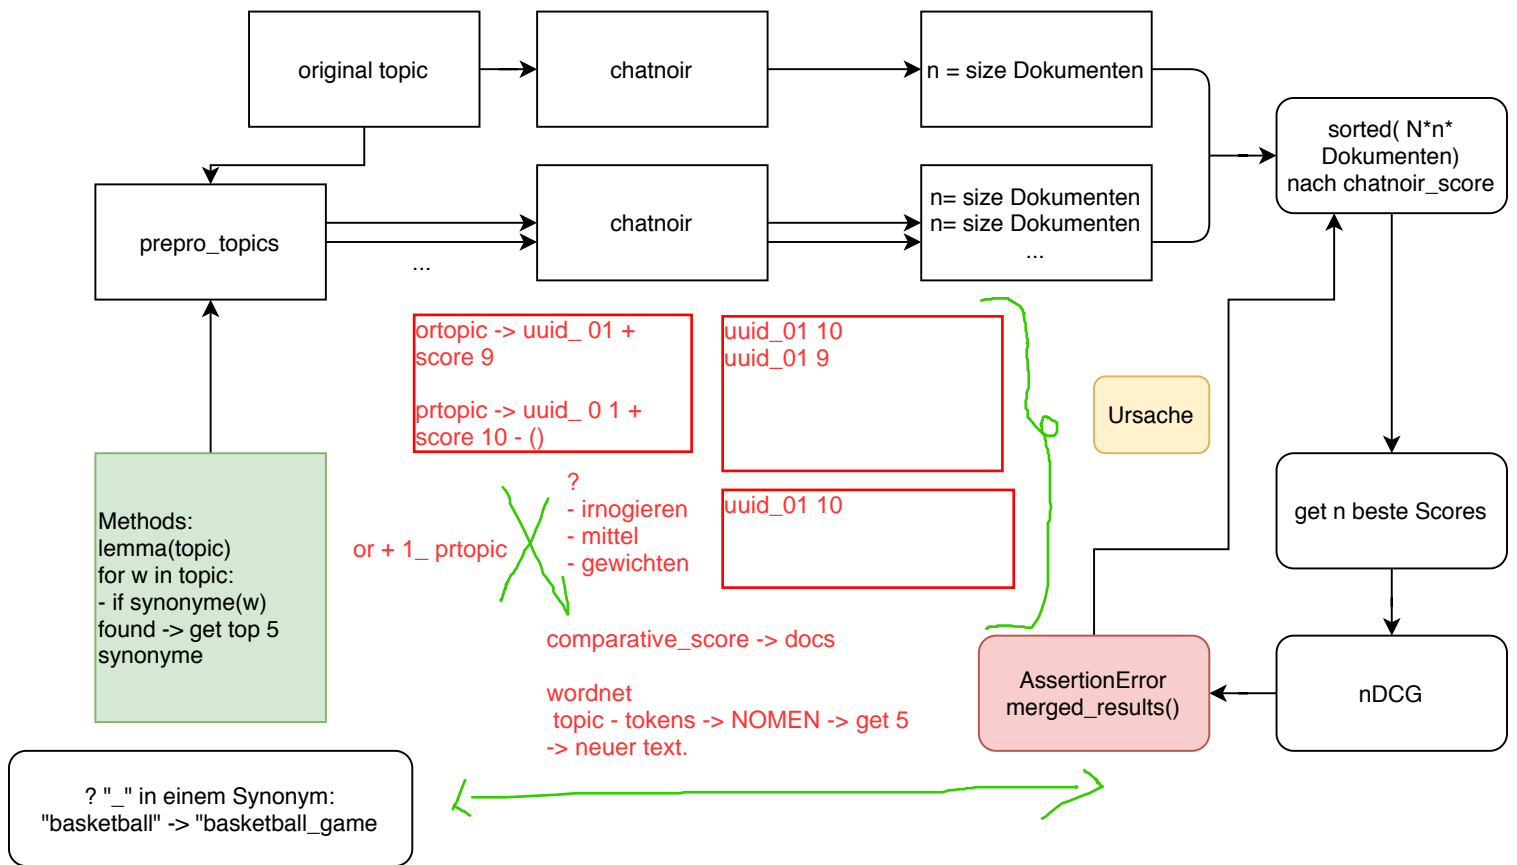 original topic
chatnoir
n = size Dokumenten
sorted( N*n*
Dokumenten)
nach chatnoir_score
prepro_topics
...
chatnoir
n= size Dokumenten
n= size Dokumenten
...
ortopic -> uuid_ 01 +
score 9
prtopic -> uuid_ 0 1 +
score 10 - ()
uuid_01 10
uuid_01 9
Ursache
?
- irnogieren
- mittel
- gewichten
or + 1_ prtopic
uuid_01 10
get n beste Scores
Methods:
lemma(topic)
for w in topic:
- if synonyme(w)
found -> get top 5
synonyme
comparative_score -> docs
wordnet
topic - tokens -> NOMEN -> get 5
-> neuer text.
AssertionError
merged_results()
nDCG
? "_" in einem Synonym:
"basketball" -> "basketball_game